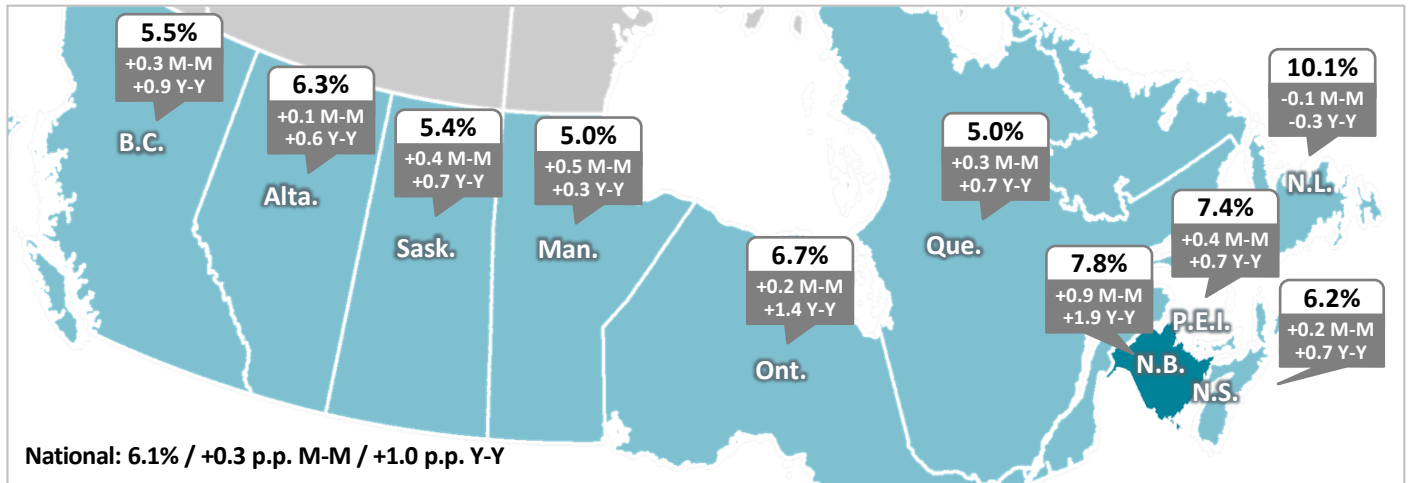 5.5%
+0.3 M-M
+0.9 Y-Y
B.C.
6.3%
+0.1 M-M
+0.6 Y-Y
Alta.
5.4%
+0.4 M-M
+0.7 Y-Y
Sask.
5.0%
+0.5 M-M
+0.3 Y-Y
Man.
6.7%
+0.2 M-M
+1.4 Y-Y
Ont.
5.0%
+0.3 M-M
+0.7 Y-Y
Que.
10.1%
-0.1 M-M
-0.3 Y-Y
N.L.
7.4%
+0.4 M-M
+0.7 Y-Y
P.E.I.
7.8%
+0.9 M-M
+1.9 Y-Y
N.B.
6.2%
+0.2 M-M
+0.7 Y-Y
N.S.
National: 6.1% / +0.3 p.p. M-M / +1.0 p.p. Y-Y